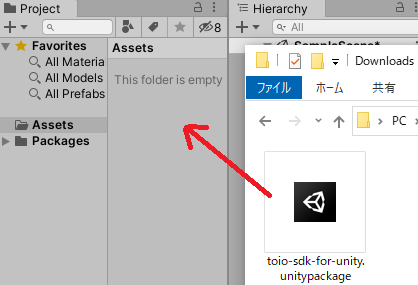 Project
8
Favorites
All Materia
All Models
All Prefabs
Assets
Packages
Assets
This folder is empty
Hierarchy
All
SampleScene*
Downloads
ファイル
ホーム
共有
PC
toio-sdk-for-unity.
unitypackage